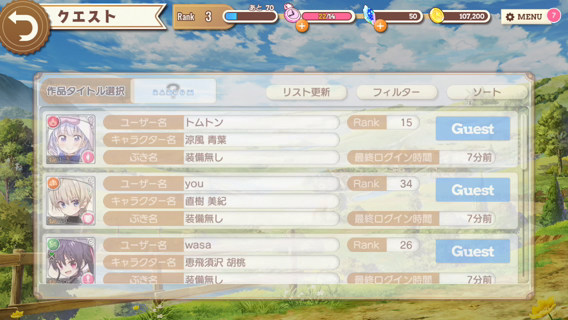 クエスト
Rank 3
あと 70
22/14
50
107,200
MENU ?
作品タイトル選択
?
リスト更新
フィルター
ソート
ユーザー名 トムトン Rank 15
キャラクター名 涼風 青葉 Guest
ぶき名 装備無し 最終ログイン時間 7分前
ユーザー名 you Rank 34
キャラクター名 直樹 美紀 Guest
ぶき名 装備無し 最終ログイン時間 7分前
ユーザー名 wasa Rank 26
キャラクター名 恵飛須沢 胡桃 Guest
ぶき名 装備無し 最終ログイン時間 7分前